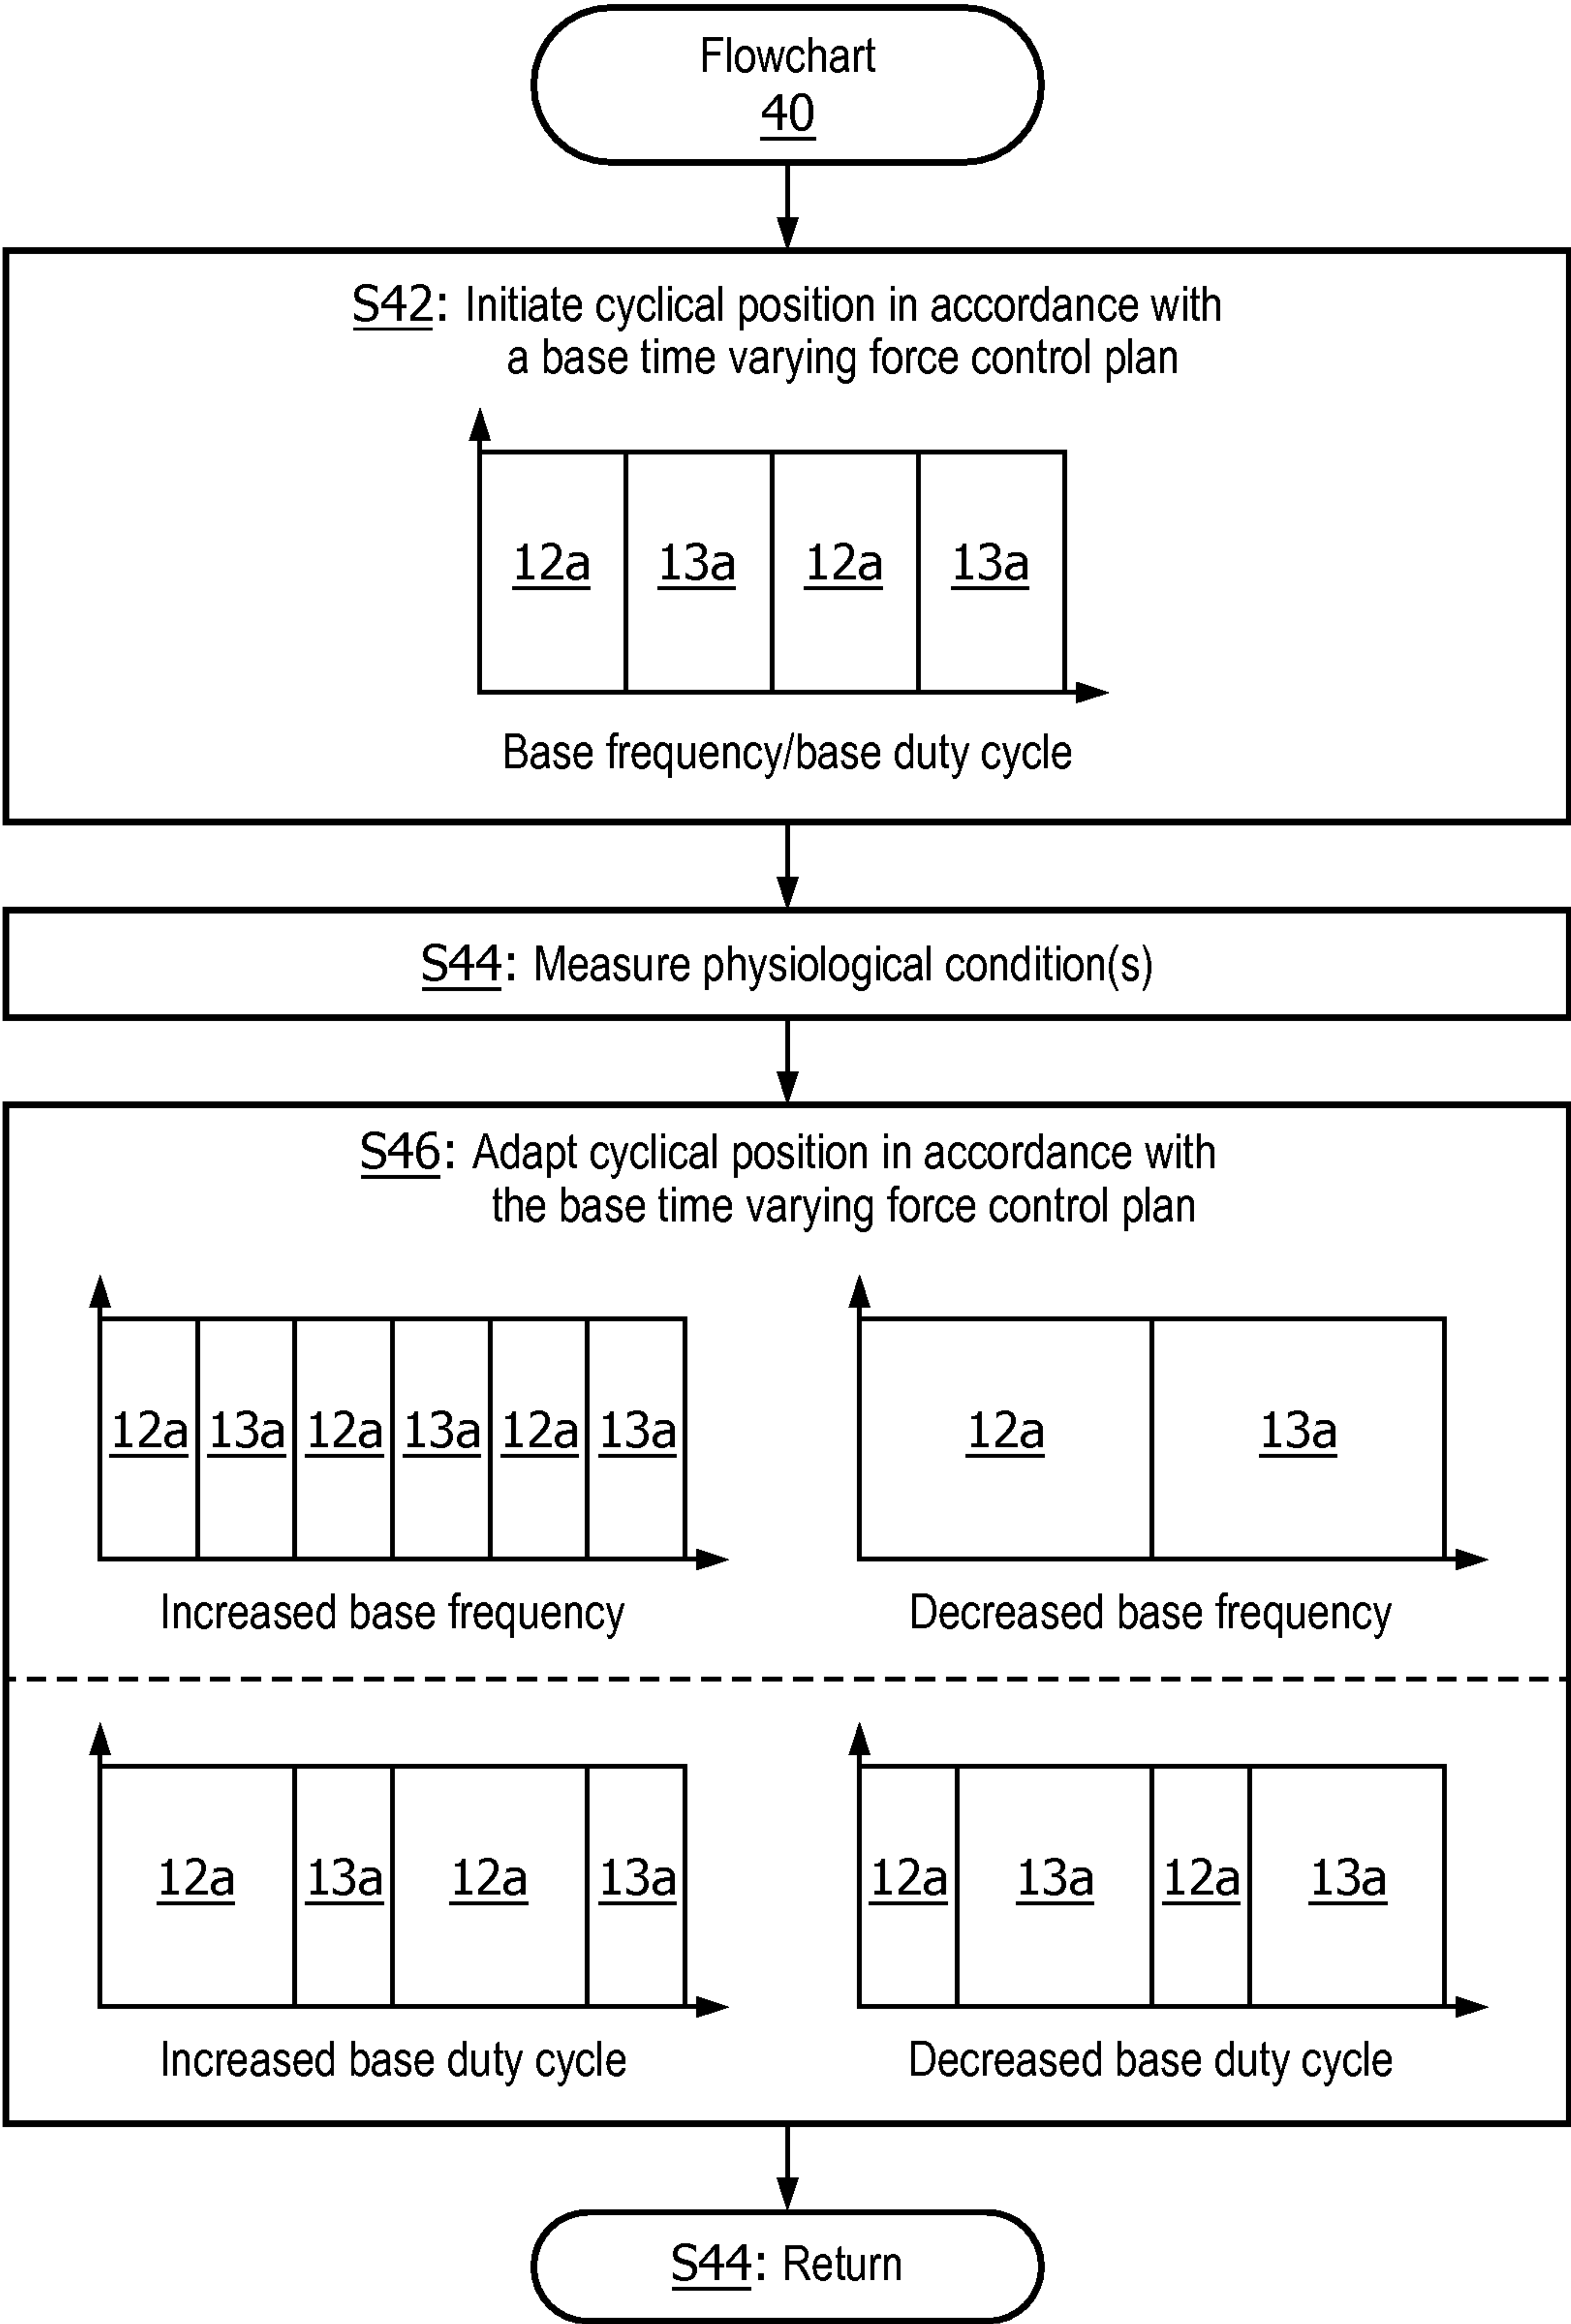 Flowchart
40
S42: Initiate cyclical position in accordance with
a base time varying force control plan
12a 13a 12a 13a
Base frequency/base duty cycle
S44: Measure physiological condition(s)
S46: Adapt cyclical position in accordance with
the base time varying force control plan
12a 13a 12a 13a 12a 13a
12a 13a
Increased base frequency
Decreased base frequency
12a 13a 12a 13a
12a 13a 12a 13a
Increased base duty cycle
Decreased base duty cycle
S44: Return